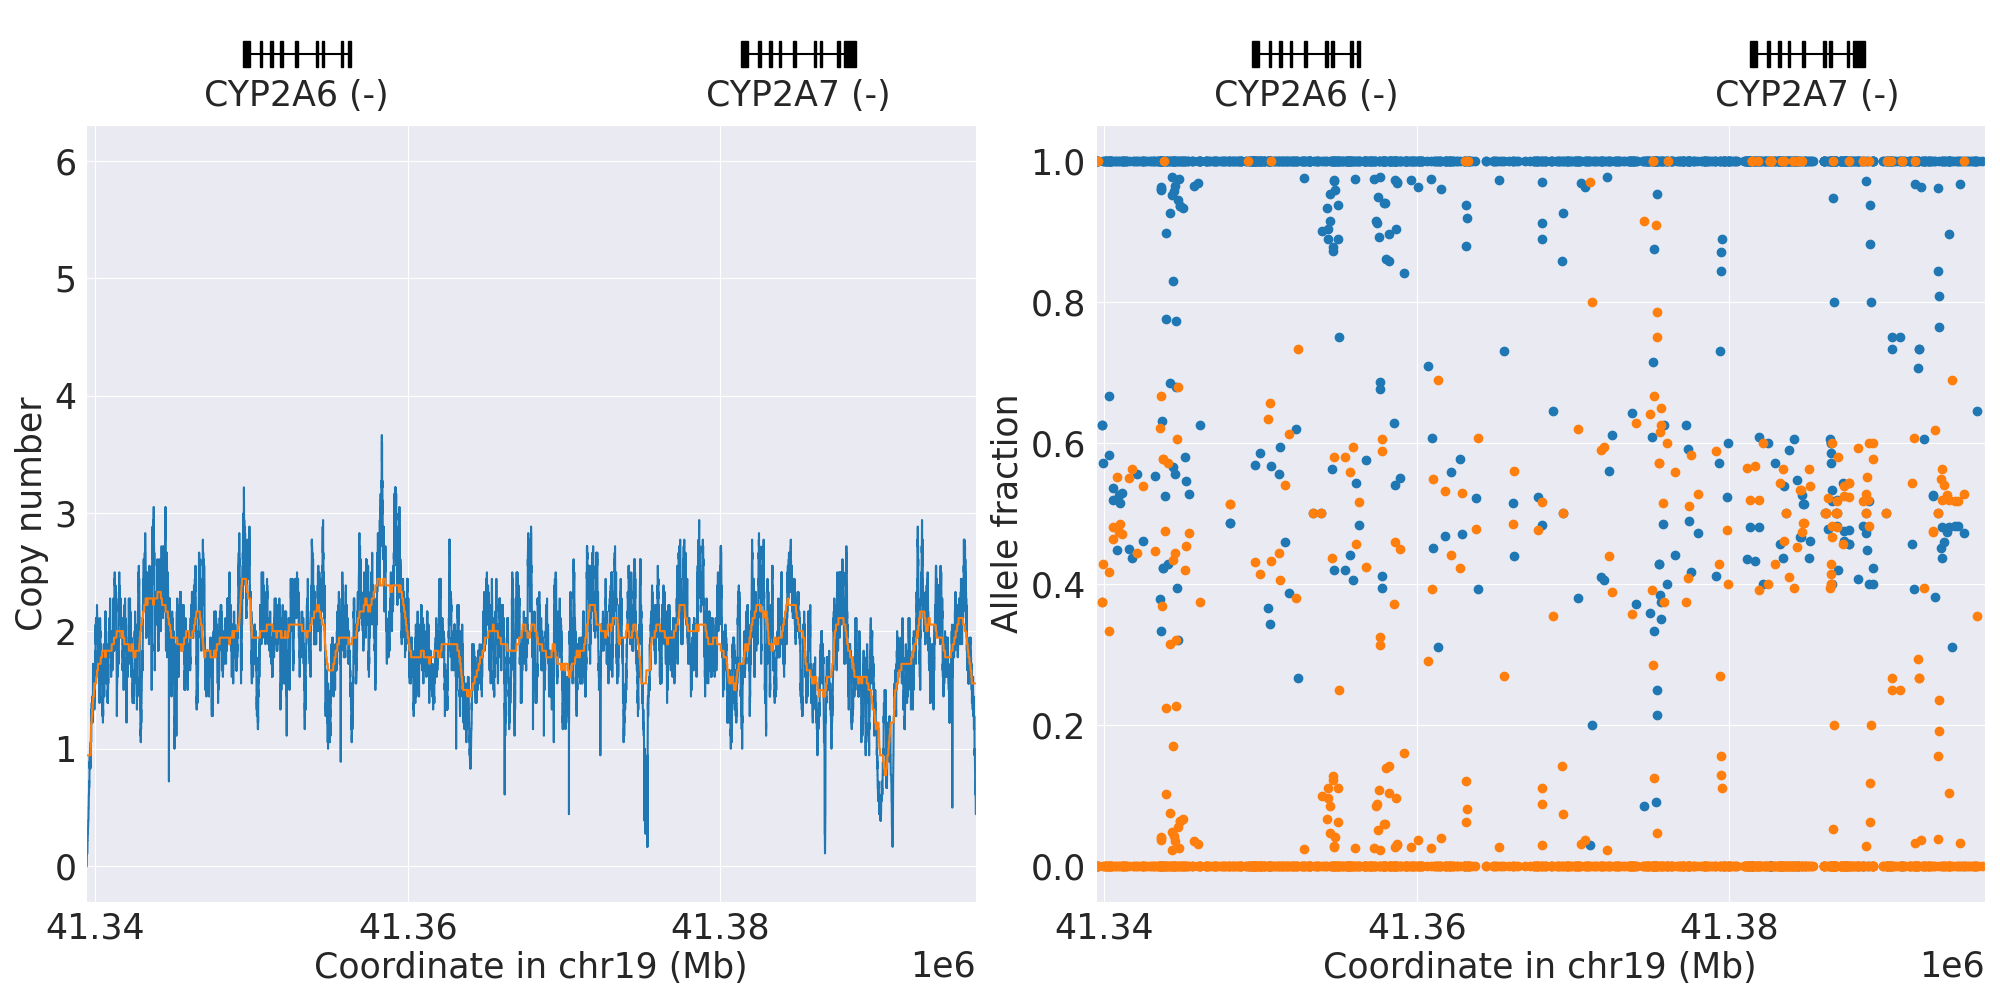 CYP2A6 (-)
CYP2A7 (-)
6
5
4
3
2
1
0
Copy number
41.34
41.36
41.38
Coordinate in chr19 (Mb)
1e6
CYP2A6 (-)
CYP2A7 (-)
1.0
0.8
0.6
0.4
0.2
0.0
Allele fraction
41.34
41.36
41.38
Coordinate in chr19 (Mb)
1e6